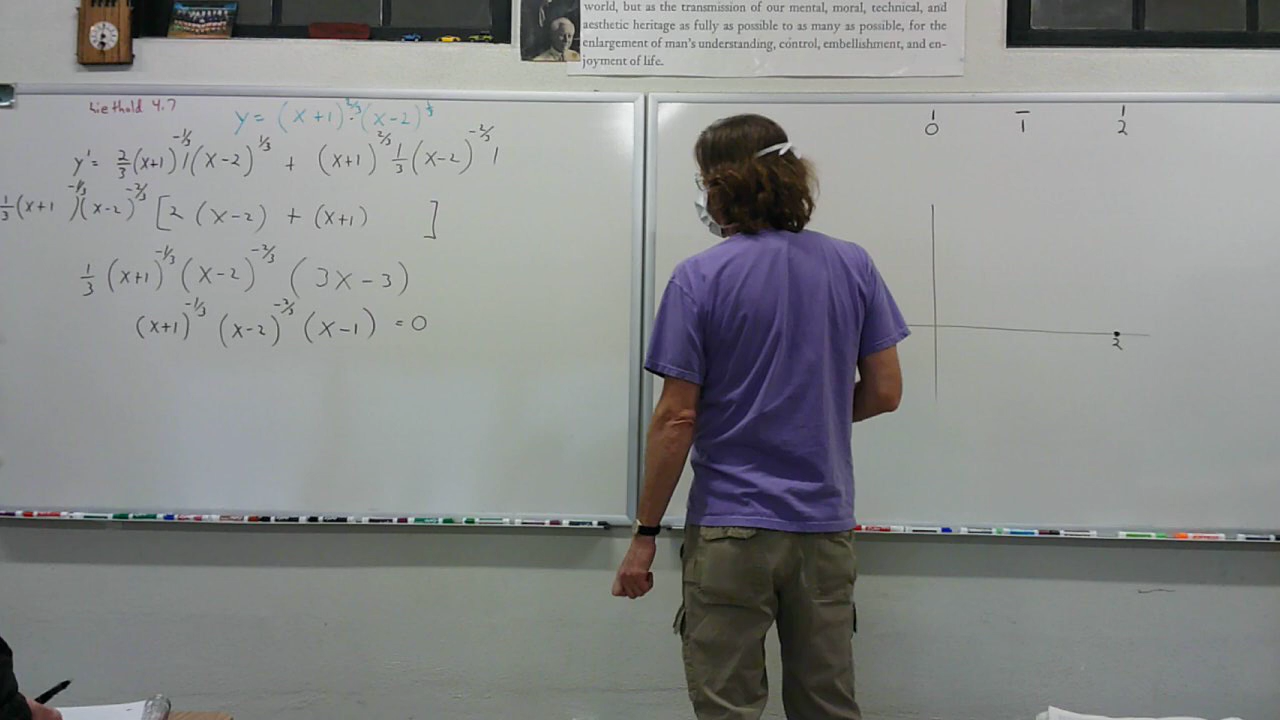 world, but as the transmission of our mental, moral, technical, and
aesthetic heritage as fully as possible to as many as possible, for the
enlargement of man's understanding, control, embellishment, and en-
joyment of life.
Liethold 4.7
y = (x+1)^2/3 · (x-2)^1/3
y' = 2/3 (x+1)^-1/3 1 (x-2)^1/3 + (x+1)^2/3 1/3 (x-2)^-2/3 1
1/3 (x+1)^-1/3 (x-2)^-2/3 [2 (x-2) + (x+1) ]
1/3 (x+1)^-1/3 (x-2)^-2/3 (3x-3)
(x+1)^-1/3 (x-2)^-2/3 (x-1) = 0
0 1 2
2